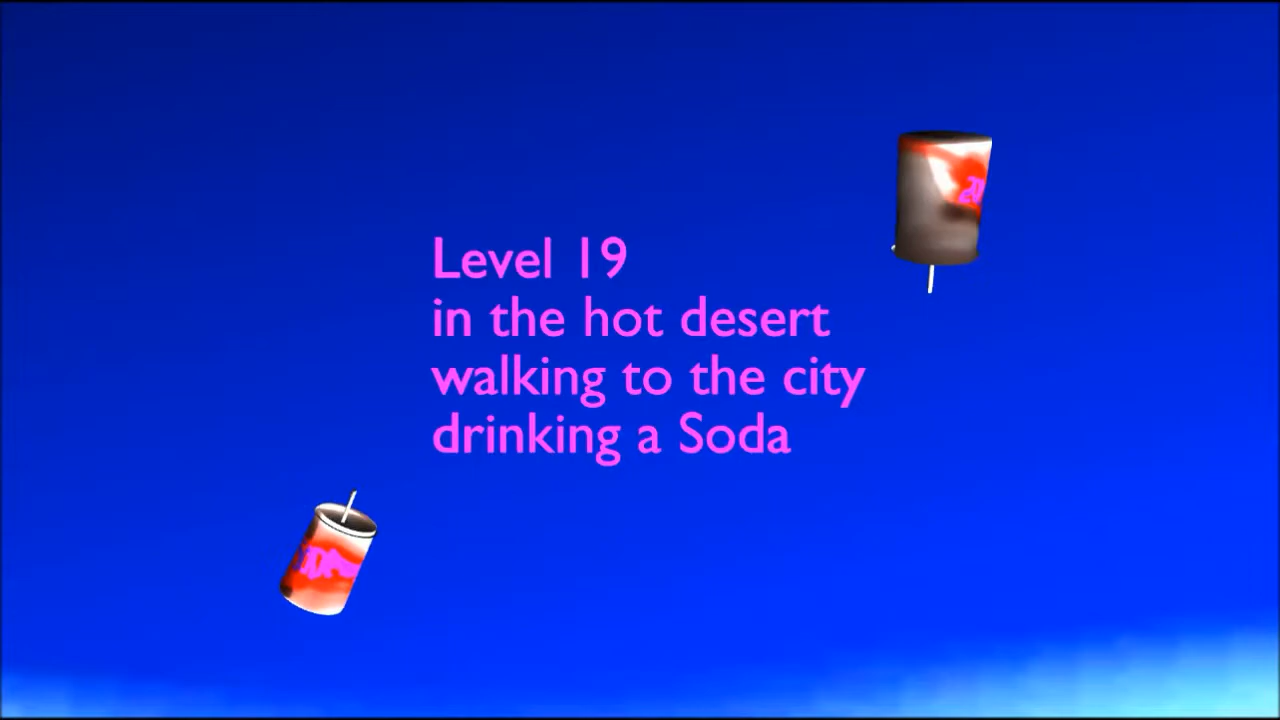 Level 19
in the hot desert
walking to the city
drinking a Soda